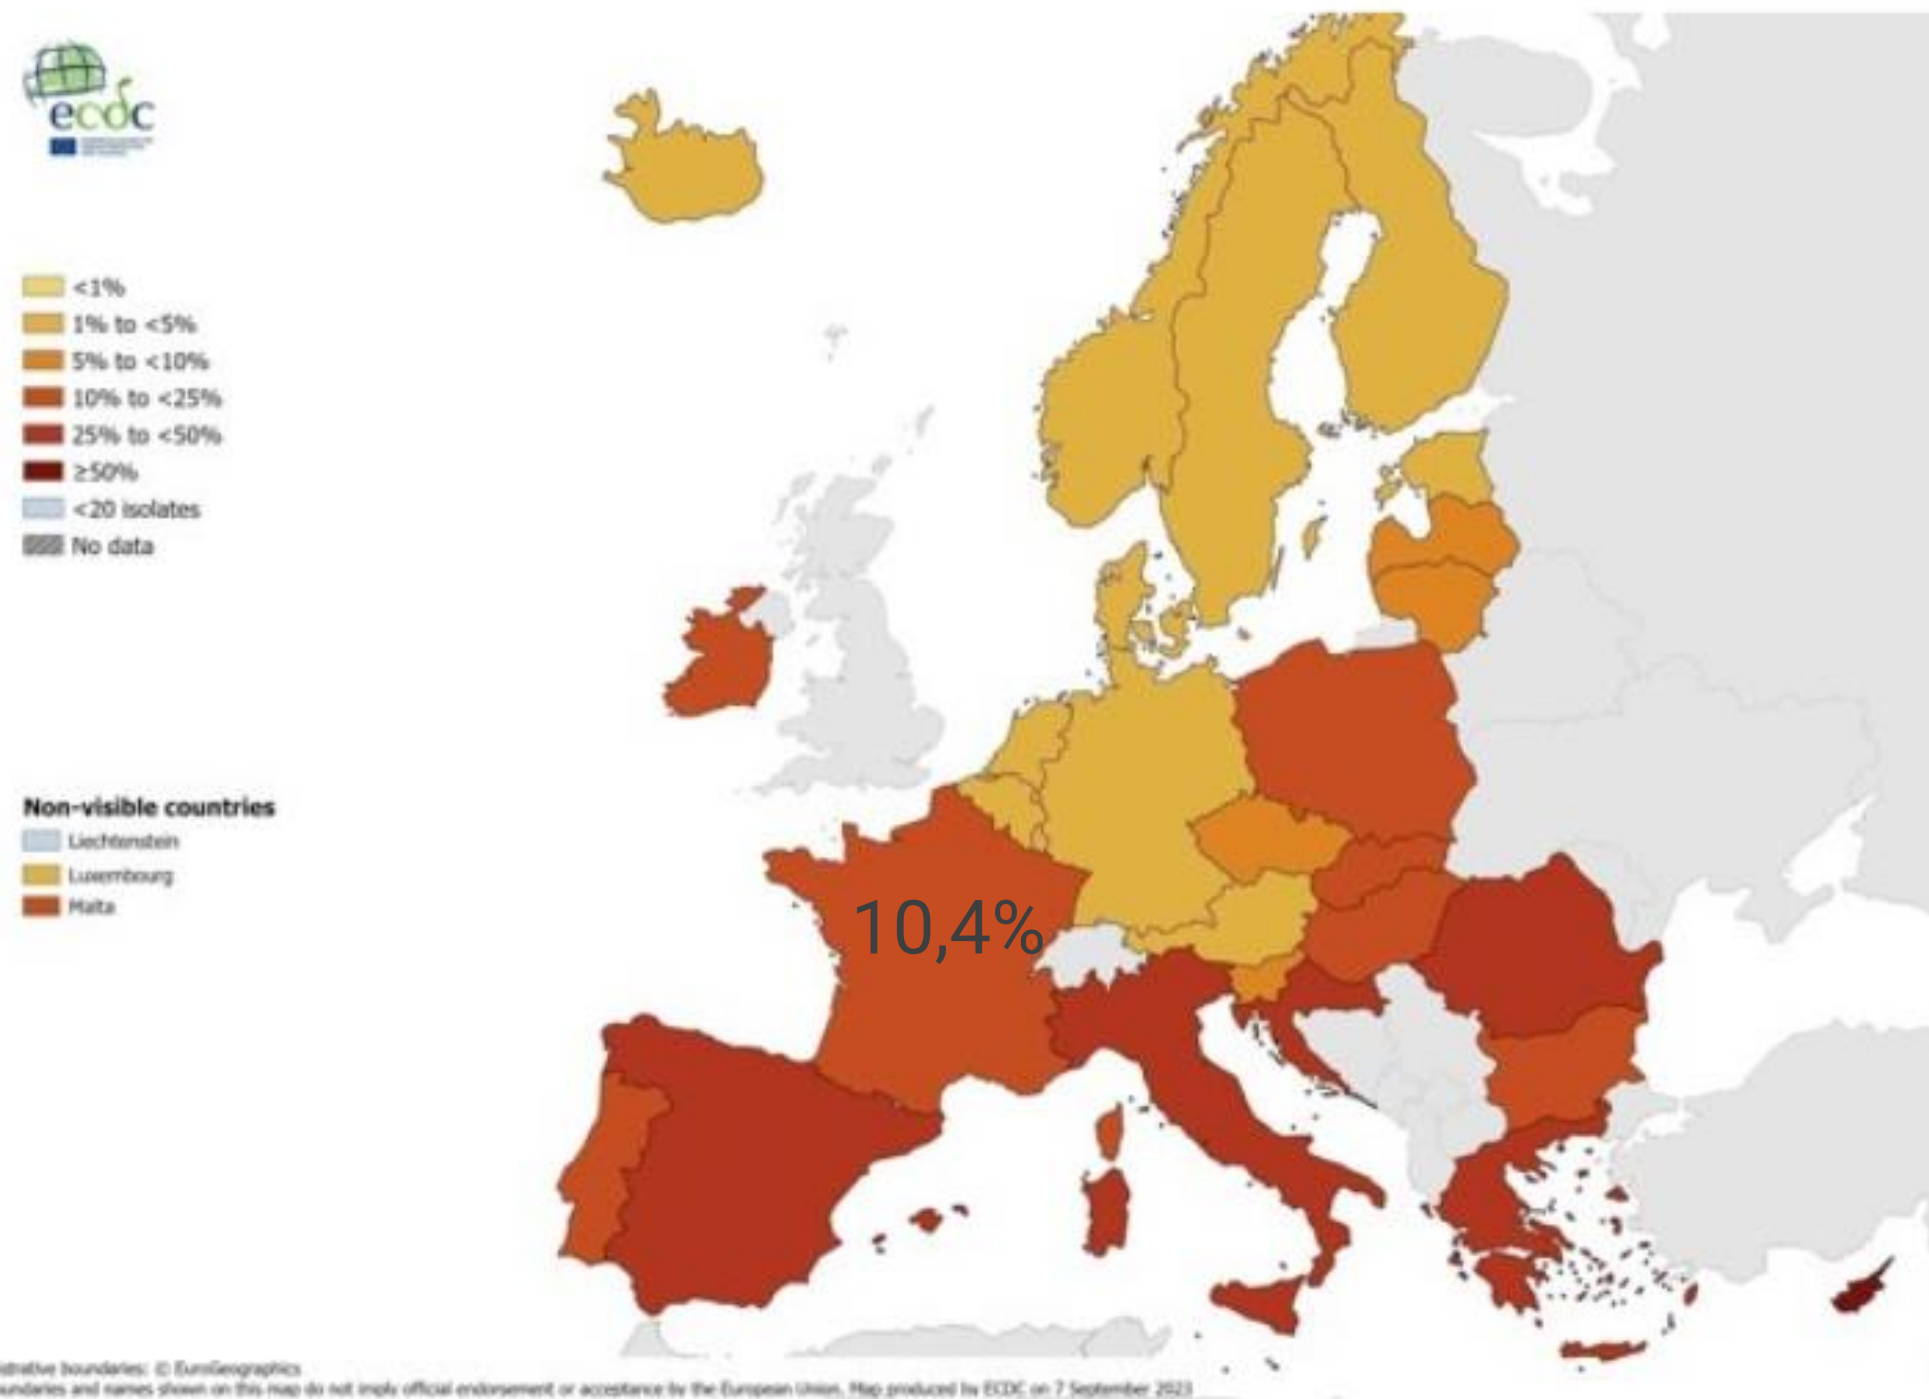 ecdc
<1%
1% to <5%
5% to <10%
10% to <25%
25% to <50%
≥50%
<20 isolates
No data
Non-visible countries
Liechtenstein
Luxembourg
Malta
10,4%
strative boundaries: © EuroGeographics
oundaries and names shown on this map do not imply official endorsement or acceptance by the European Union. Map produced by ECDC on 7 September 2023